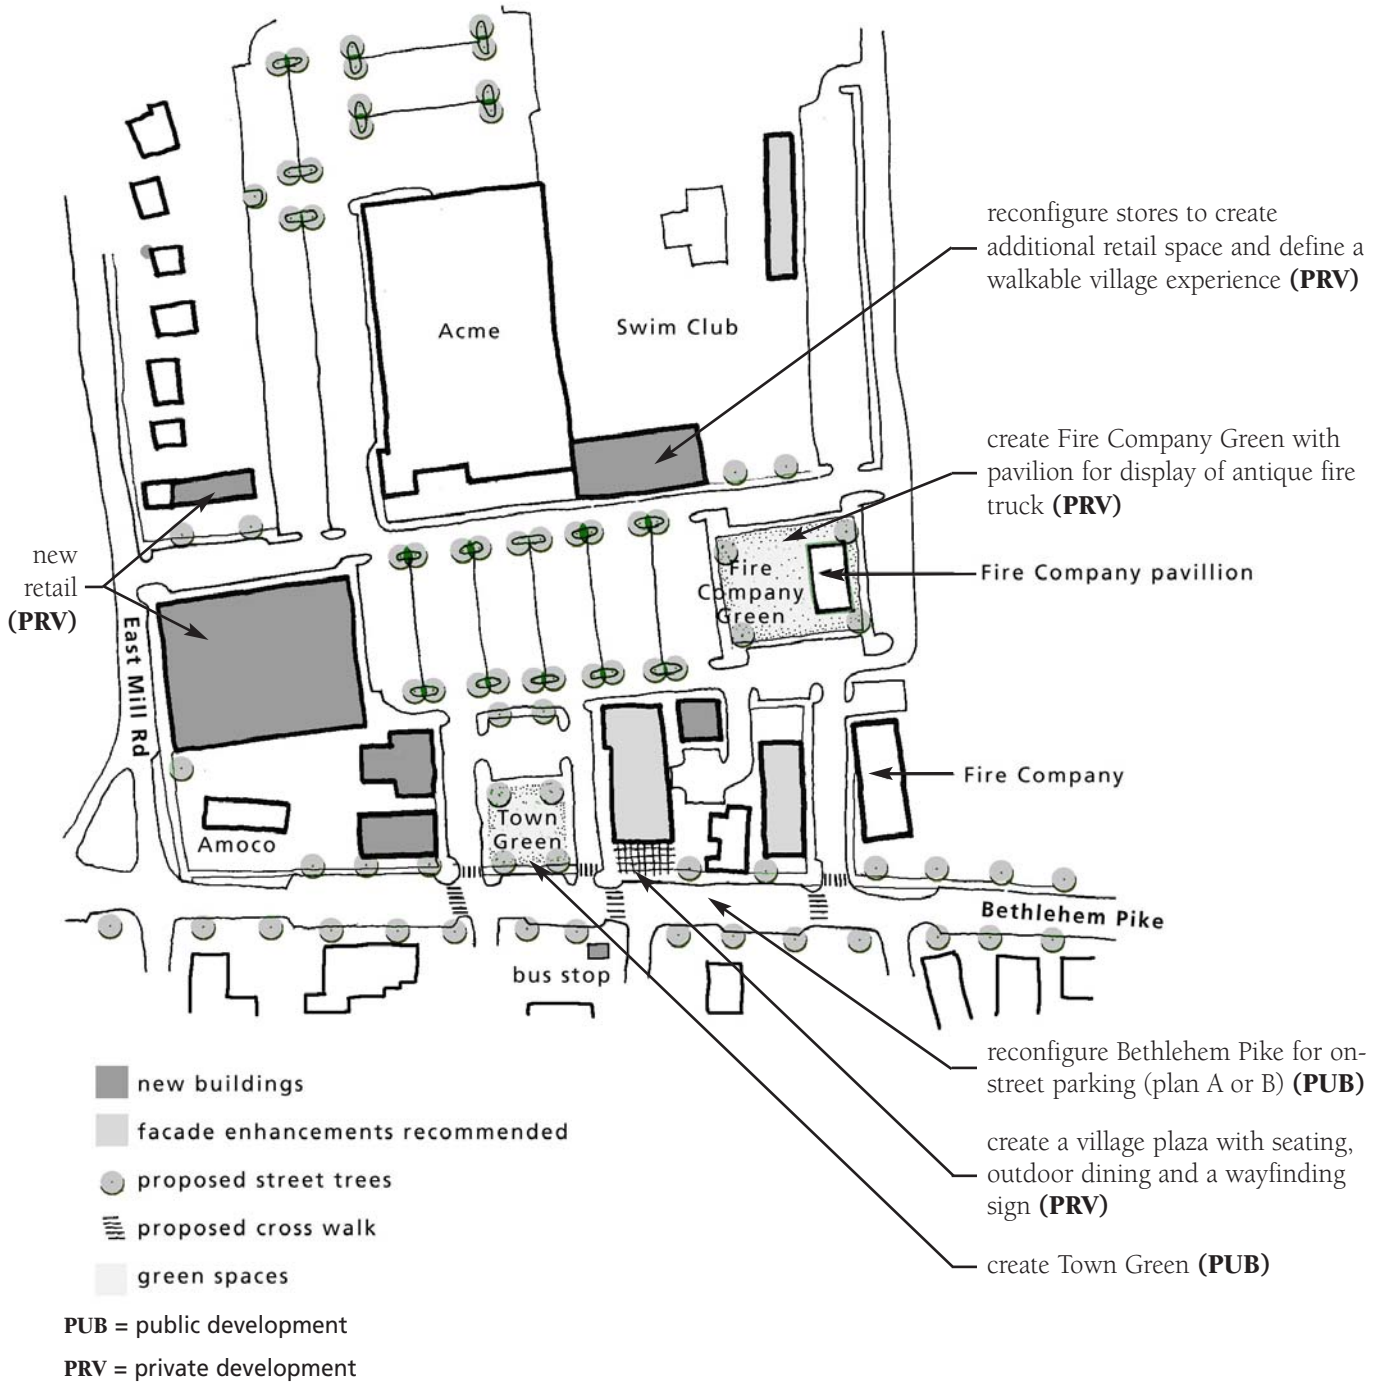 reconfigure stores to create
additional retail space and define a
walkable village experience (PRV)
Acme
Swim Club
create Fire Company Green with
pavilion for display of antique fire
truck (PRV)
new
retail
(PRV)
Fire
Company
Green
Fire Company pavillion
East Mill Rd
Fire Company
Town
Green
Amoco
Bethlehem Pike
bus stop
reconfigure Bethlehem Pike for on-
street parking (plan A or B) (PUB)
create a village plaza with seating,
outdoor dining and a wayfinding
sign (PRV)
create Town Green (PUB)
new buildings
facade enhancements recommended
proposed street trees
proposed cross walk
green spaces
PUB = public development
PRV = private development